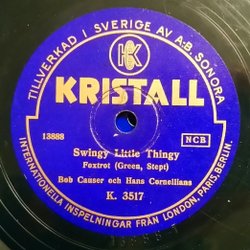 TILLVERKAD I SVERIGE AV A.B. SONORA
K
KRISTALL
13888
NCB
Swingy Little Thingy
Foxtrot (Green, Stept)
Bob Causer och Hans Cornellians
K. 3517
INTERNATIONELLA INSPELNINGAR FRÅN LONDON, PARIS, BERLIN.